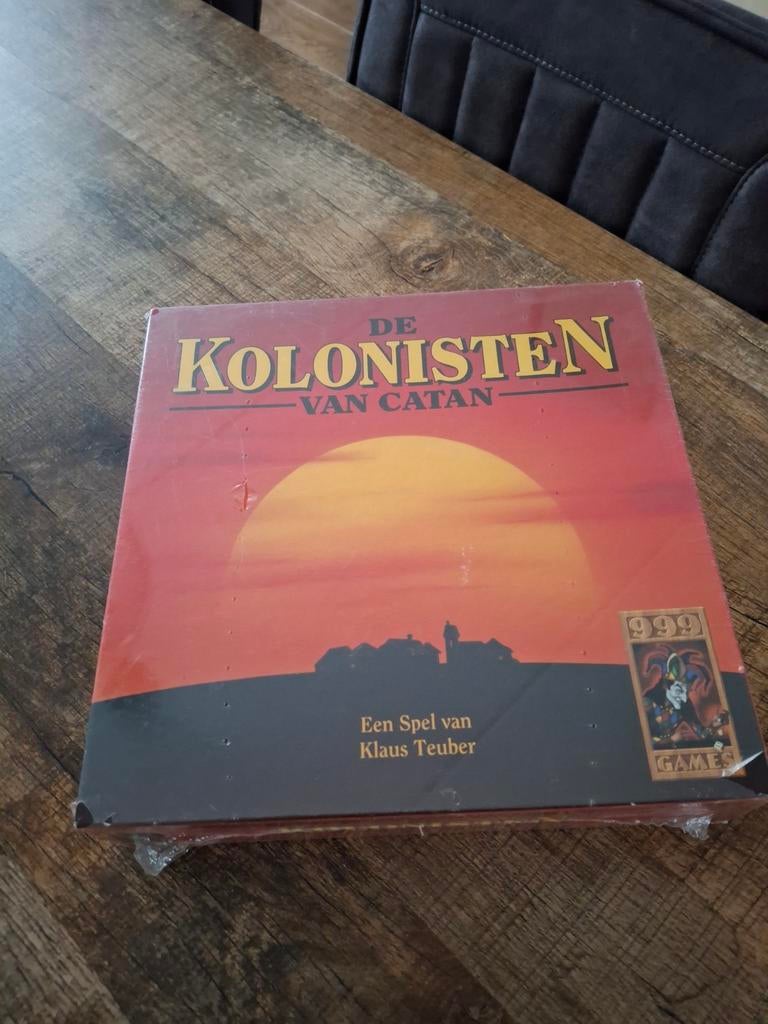 DE
KOLONISTEN
VAN CATAN
Een Spel van
Klaus Teuber
999
GAMES